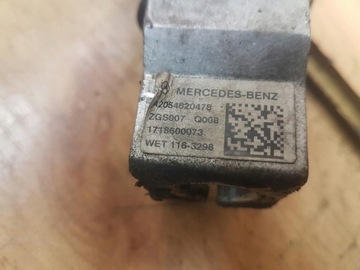 MERCEDES-BENZ
A2054620478
ZGS007 Q008
1718600073
WET 116-3298